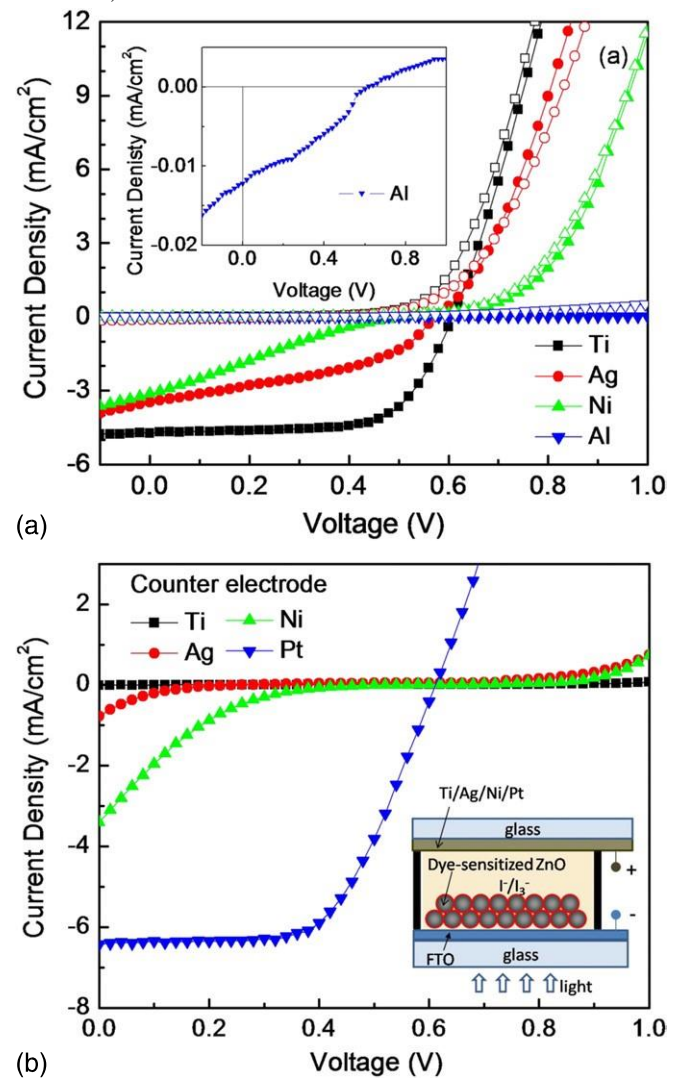 12
9
6
3
0
-3
-6
Current Density (mA/cm²)
(a)
0.00
-0.01
-0.02
Current Denisity (mA/cm²)
Al
0.0 0.4 0.8
Voltage (V)
Ti
Ag
Ni
Al
0.0 0.2 0.4 0.6 0.8 1.0
Voltage (V)
(a)
2
0
-2
-4
-6
-8
Current Density (mA/cm²)
Counter electrode
Ti Ni
Ag Pt
Ti/Ag/Ni/Pt
glass
Dye-sensitized ZnO
I⁻/I₃⁻
+
-
FTO
glass
light
0.0 0.2 0.4 0.6 0.8 1.0
Voltage (V)
(b)